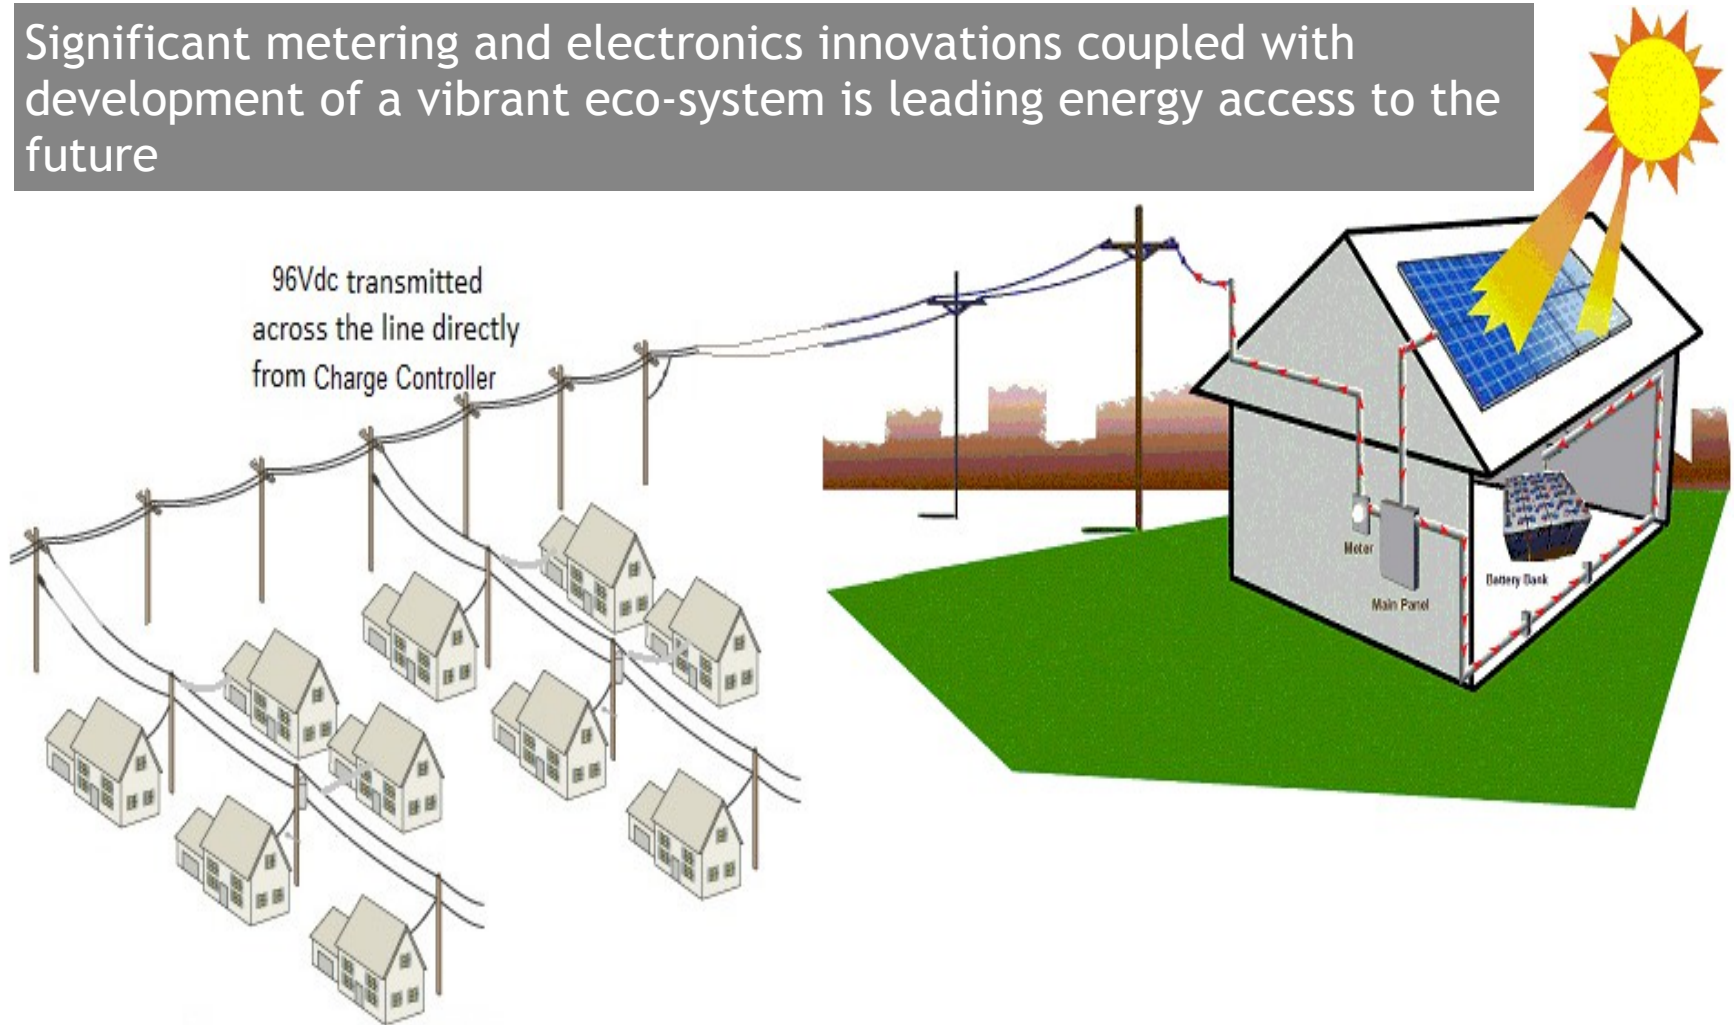 Significant metering and electronics innovations coupled with
development of a vibrant eco-system is leading energy access to the
future
96Vdc transmitted
across the line directly
from Charge Controller
Meter
Main Panel
Battery Bank